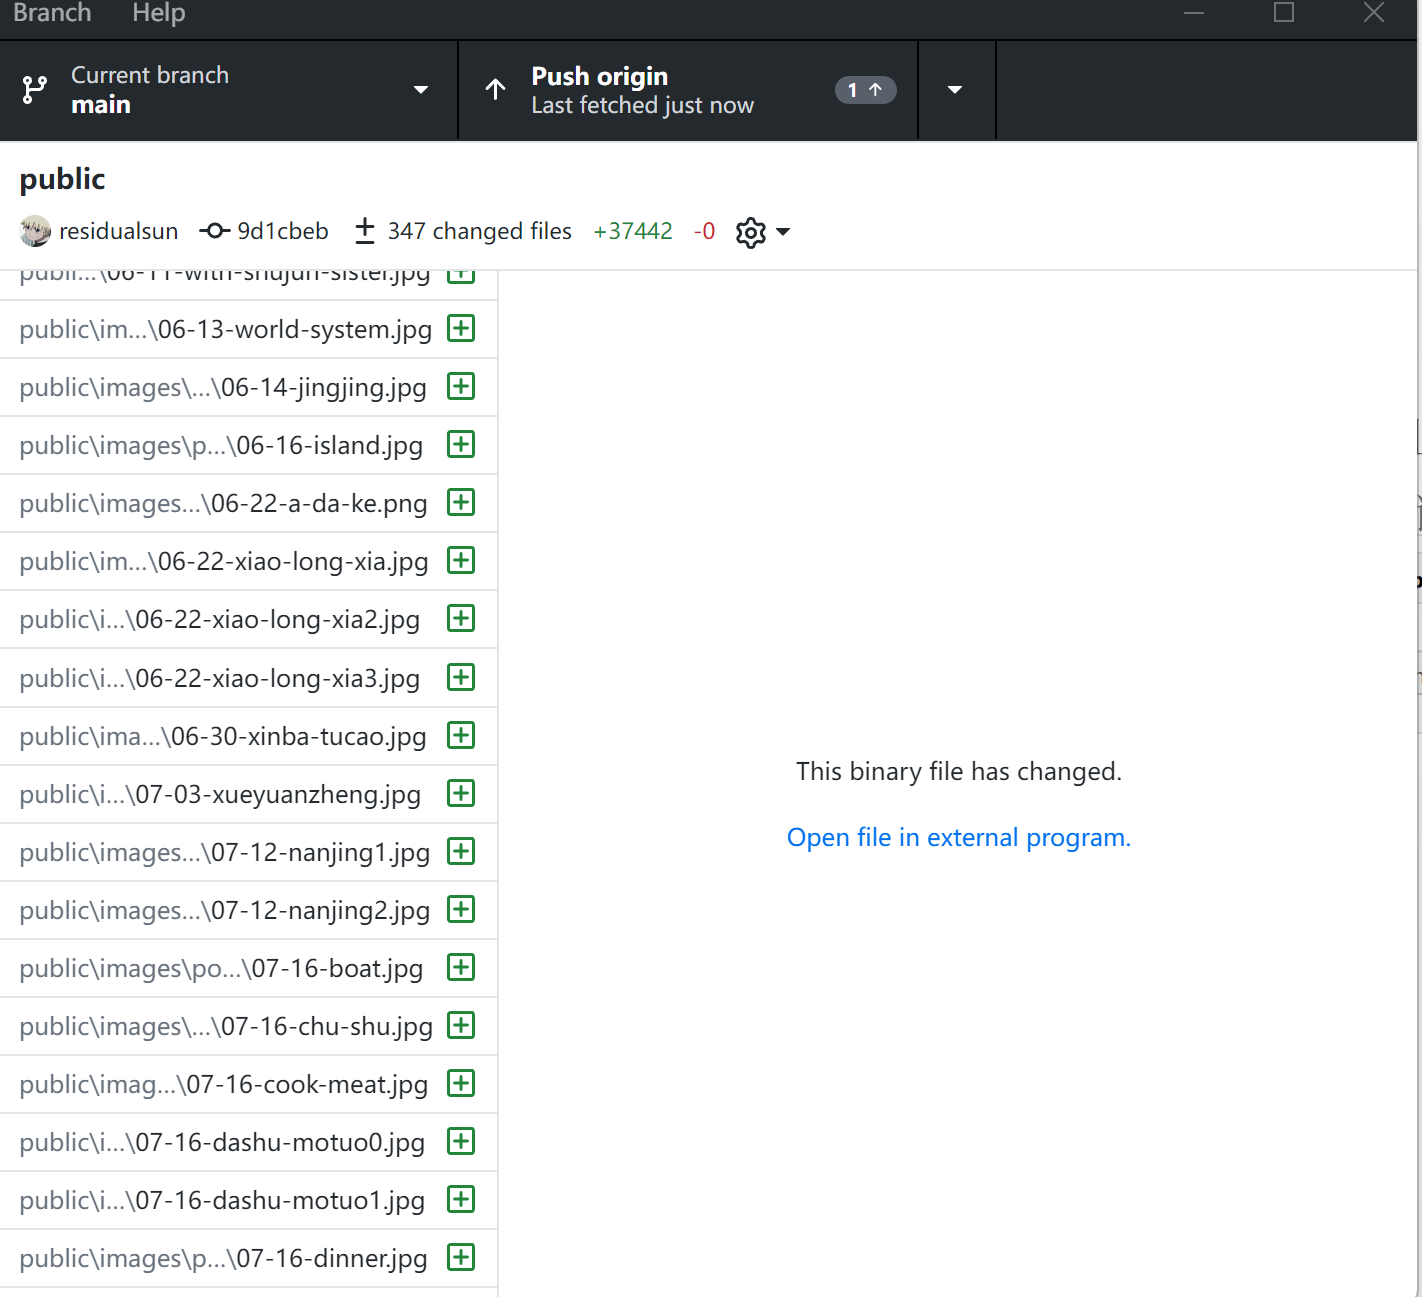 Branch Help
Current branch
main
Push origin
Last fetched just now
1
public
residualsun 9d1cbeb 347 changed files +37442 -0
publi...\06-11-with-shujun-sister.jpg
public\im...\06-13-world-system.jpg
public\images\...\06-14-jingjing.jpg
public\images\p...\06-16-island.jpg
public\images...\06-22-a-da-ke.png
public\im...\06-22-xiao-long-xia.jpg
public\i...\06-22-xiao-long-xia2.jpg
public\i...\06-22-xiao-long-xia3.jpg
public\ima...\06-30-xinba-tucao.jpg
public\i...\07-03-xueyuanzheng.jpg
public\images...\07-12-nanjing1.jpg
public\images...\07-12-nanjing2.jpg
public\images\po...\07-16-boat.jpg
public\images\...\07-16-chu-shu.jpg
public\imag...\07-16-cook-meat.jpg
public\i...\07-16-dashu-motuo0.jpg
public\i...\07-16-dashu-motuo1.jpg
public\images\p...\07-16-dinner.jpg
This binary file has changed.
Open file in external program.